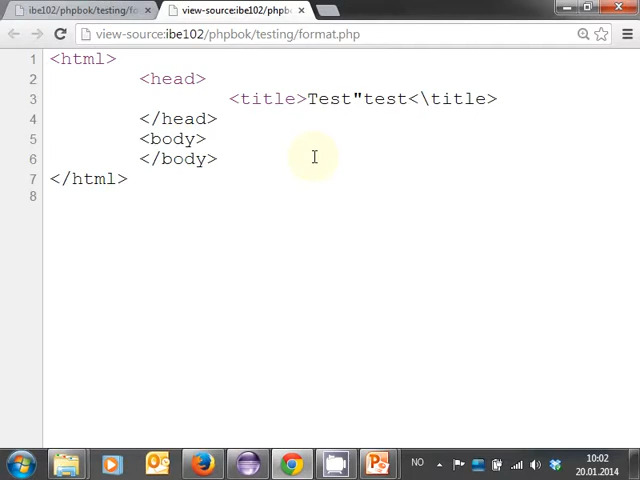 ibe102/phpbok/testing/fo
view-source:ibe102/phpb
view-source:ibe102/phpbok/testing/format.php
1 <html>
2 <head>
3 <title>Test"test<\title>
4 </head>
5 <body>
6 </body>
7 </html>
8
NO
10:02
20.01.2014